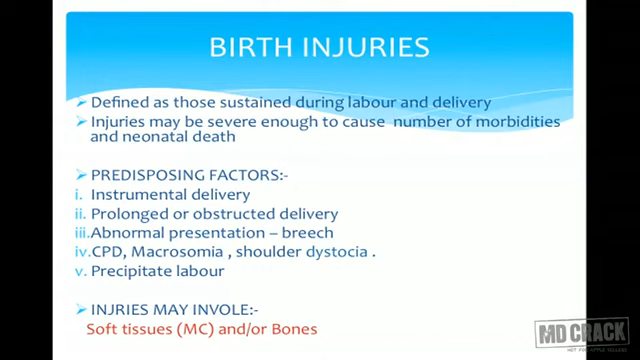 BIRTH INJURIES
Defined as those sustained during labour and delivery
Injuries may be severe enough to cause number of morbidities
and neonatal death
PREDISPOSING FACTORS:-
i. Instrumental delivery
ii. Prolonged or obstructed delivery
iii. Abnormal presentation – breech
iv. CPD, Macrosomia , shoulder dystocia .
v. Precipitate labour
INJRIES MAY INVOLE:-
Soft tissues (MC) and/or Bones
MD CRACK